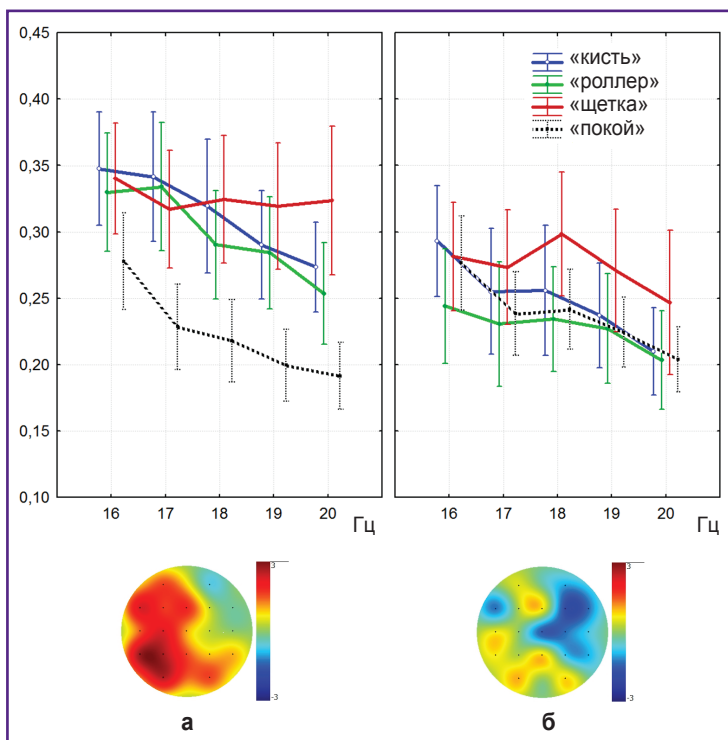 0,45
0,40
0,35
0,30
0,25
0,20
0,15
0,10
16 17 18 19 20 Гц
«кисть»
«роллер»
«щетка»
«покой»
16 17 18 19 20 Гц
3
-3
3
-3
а б